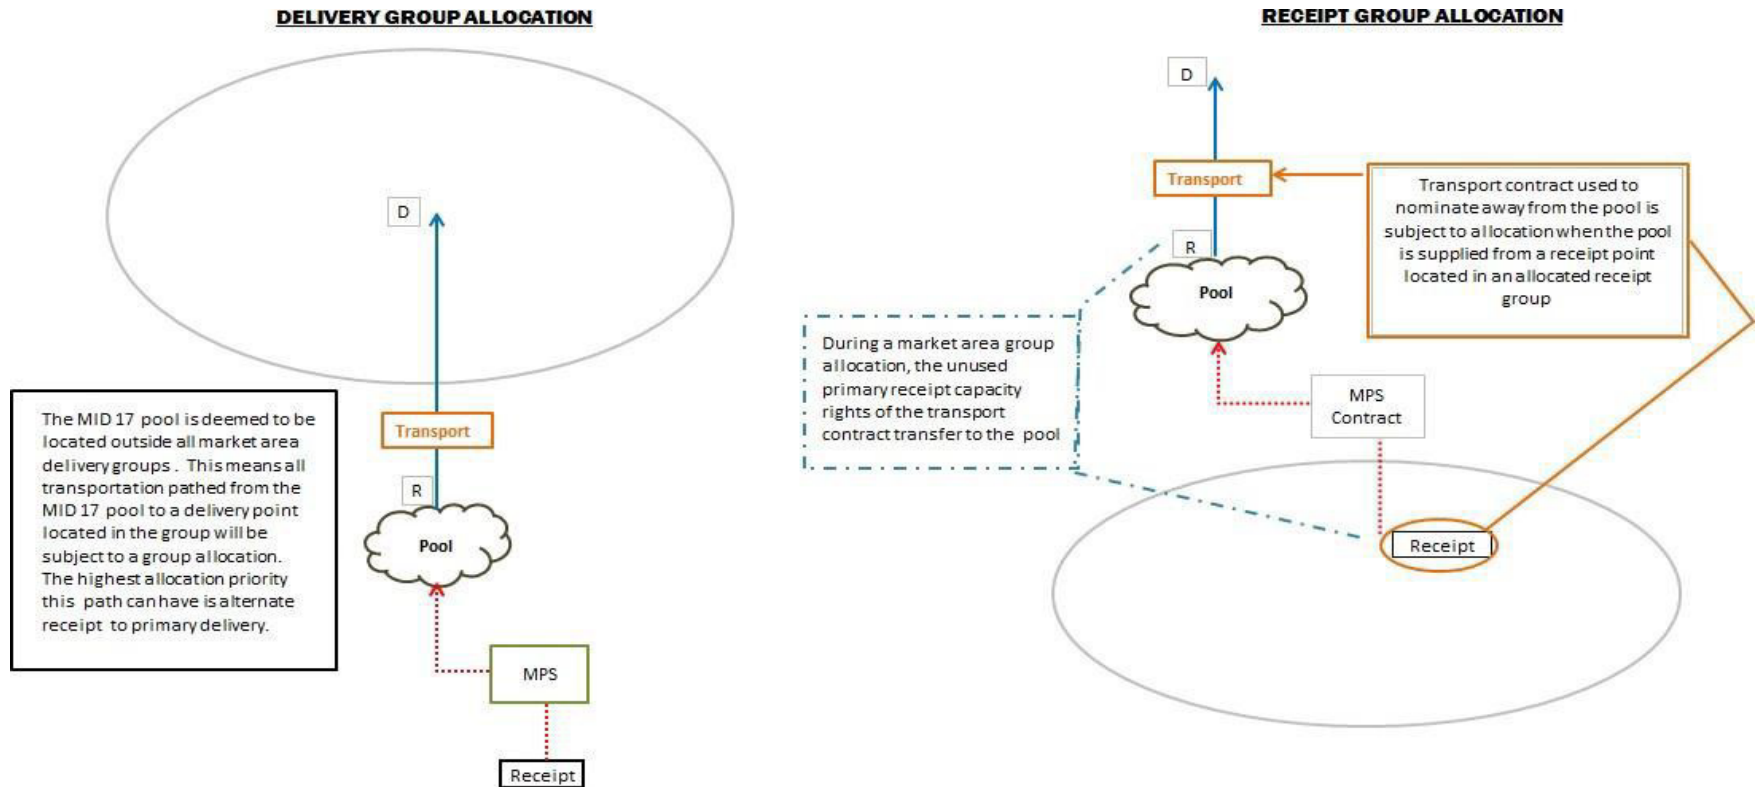 DELIVERY GROUP ALLOCATION
D
The MID 17 pool is deemed to be
located outside all market area
delivery groups . This means all
transportation pathed from the
MID 17 pool to a delivery point
located in the group will be
subject to a group allocation.
The highest allocation priority
this path can have is alternate
receipt to primary delivery.
Transport
R
Pool
MPS
Receipt
RECEIPT GROUP ALLOCATION
D
Transport
R
Pool
Transport contract used to
nominate away from the pool is
subject to allocation when the pool
is supplied from a receipt point
located in an allocated receipt
group
During a market area group
allocation, the unused
primary receipt capacity
rights of the transport
contract transfer to the pool
MPS
Contract
Receipt